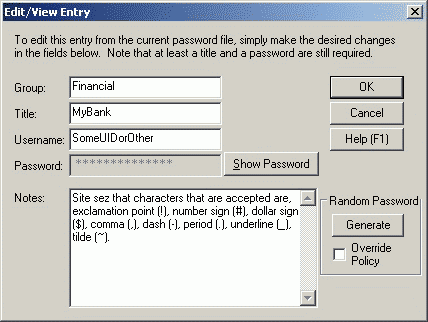 Edit/View Entry
To edit this entry from the current password file, simply make the desired changes
in the fields below. Note that at least a title and a password are still required.
Group: Financial
OK
Title: MyBank
Cancel
Username: SomeUIDorOther
Help (F1)
Password: **************
Show Password
Notes:
Site sez that characters that are accepted are,
exclamation point (!), number sign (#), dollar sign
($), comma (,), dash (-), period (.), underline (_),
tilde (~).
Random Password
Generate
Override
Policy